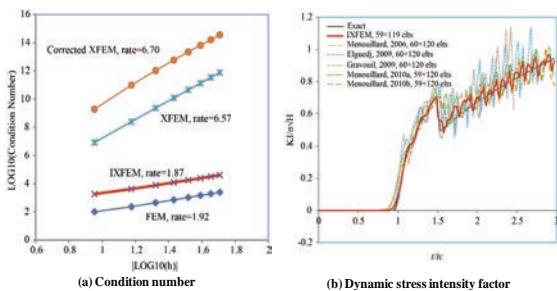 16
14
12
10
8
6
4
2
0
0.8
1
1.2
1.4
1.6
1.8
2
LOG10(Condition Number)
|LOG10(h)|
Corrected XFEM, rate=6.70
XFEM, rate=6.57
IXFEM, rate=1.87
FEM, rate=1.92
(a) Condition number
1.2
1
0.8
0.6
0.4
0.2
0
-0.2
0
0.5
1
1.5
2
2.5
3
t/tc
Exact
IXFEM, 59×119 elts
Menouillard, 2006, 60×120 elts
Elguedj, 2009, 60×120 elts
Gravouil, 2009, 60×120 elts
Menouillard, 2010a, 59×120 elts
Menouillard, 2010b, 59×120 elts
(b) Dynamic stress intensity factor